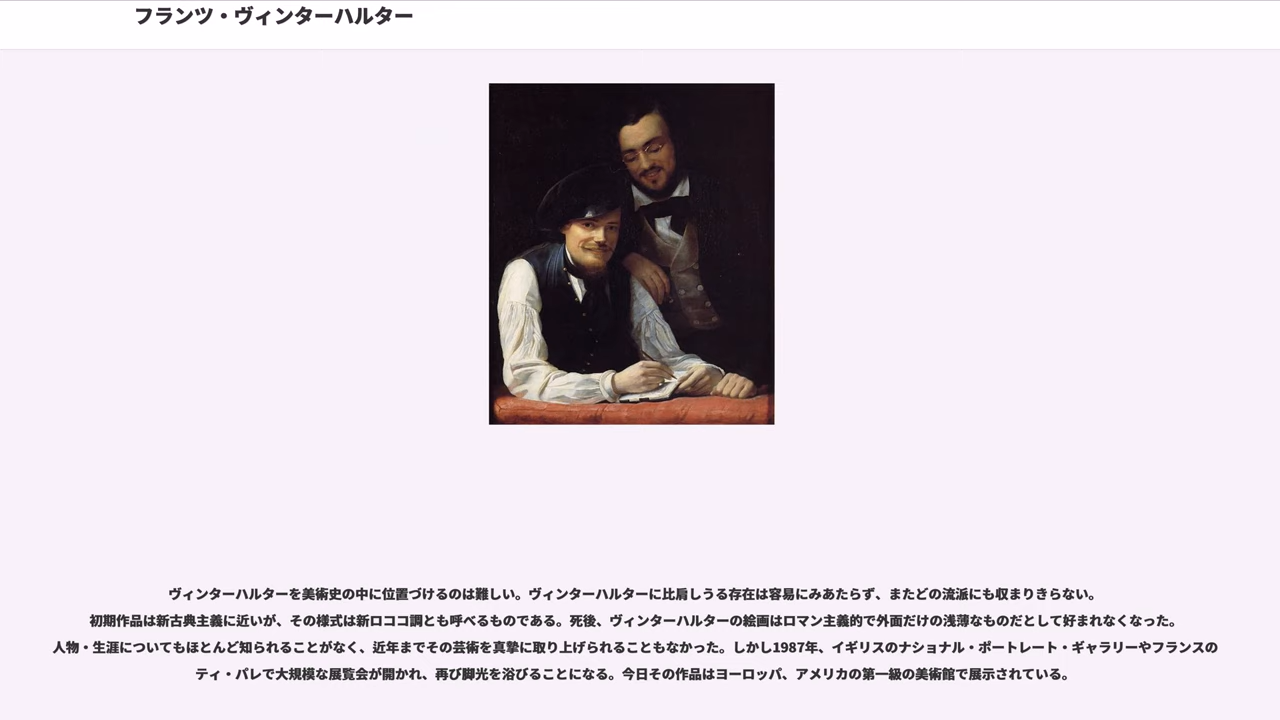 フランツ・ヴィンターハルター
ヴィンターハルターを美術史の中に位置づけるのは難しい。ヴィンターハルターに比肩しうる存在は容易にみあたらず、またどの流派にも収まりきらない。
初期作品は新古典主義に近いが、その様式は新ロココ調とも呼べるものである。死後、ヴィンターハルターの絵画はロマン主義的で外面だけの浅薄なものだとして好まれなくなった。
人物・生涯についてもほとんど知られることがなく、近年までその芸術を真摯に取り上げられることもなかった。しかし1987年、イギリスのナショナル・ポートレート・ギャラリーやフランスの
ティ・パレで大規模な展覧会が開かれ、再び脚光を浴びることになる。今日その作品はヨーロッパ、アメリカの第一級の美術館で展示されている。